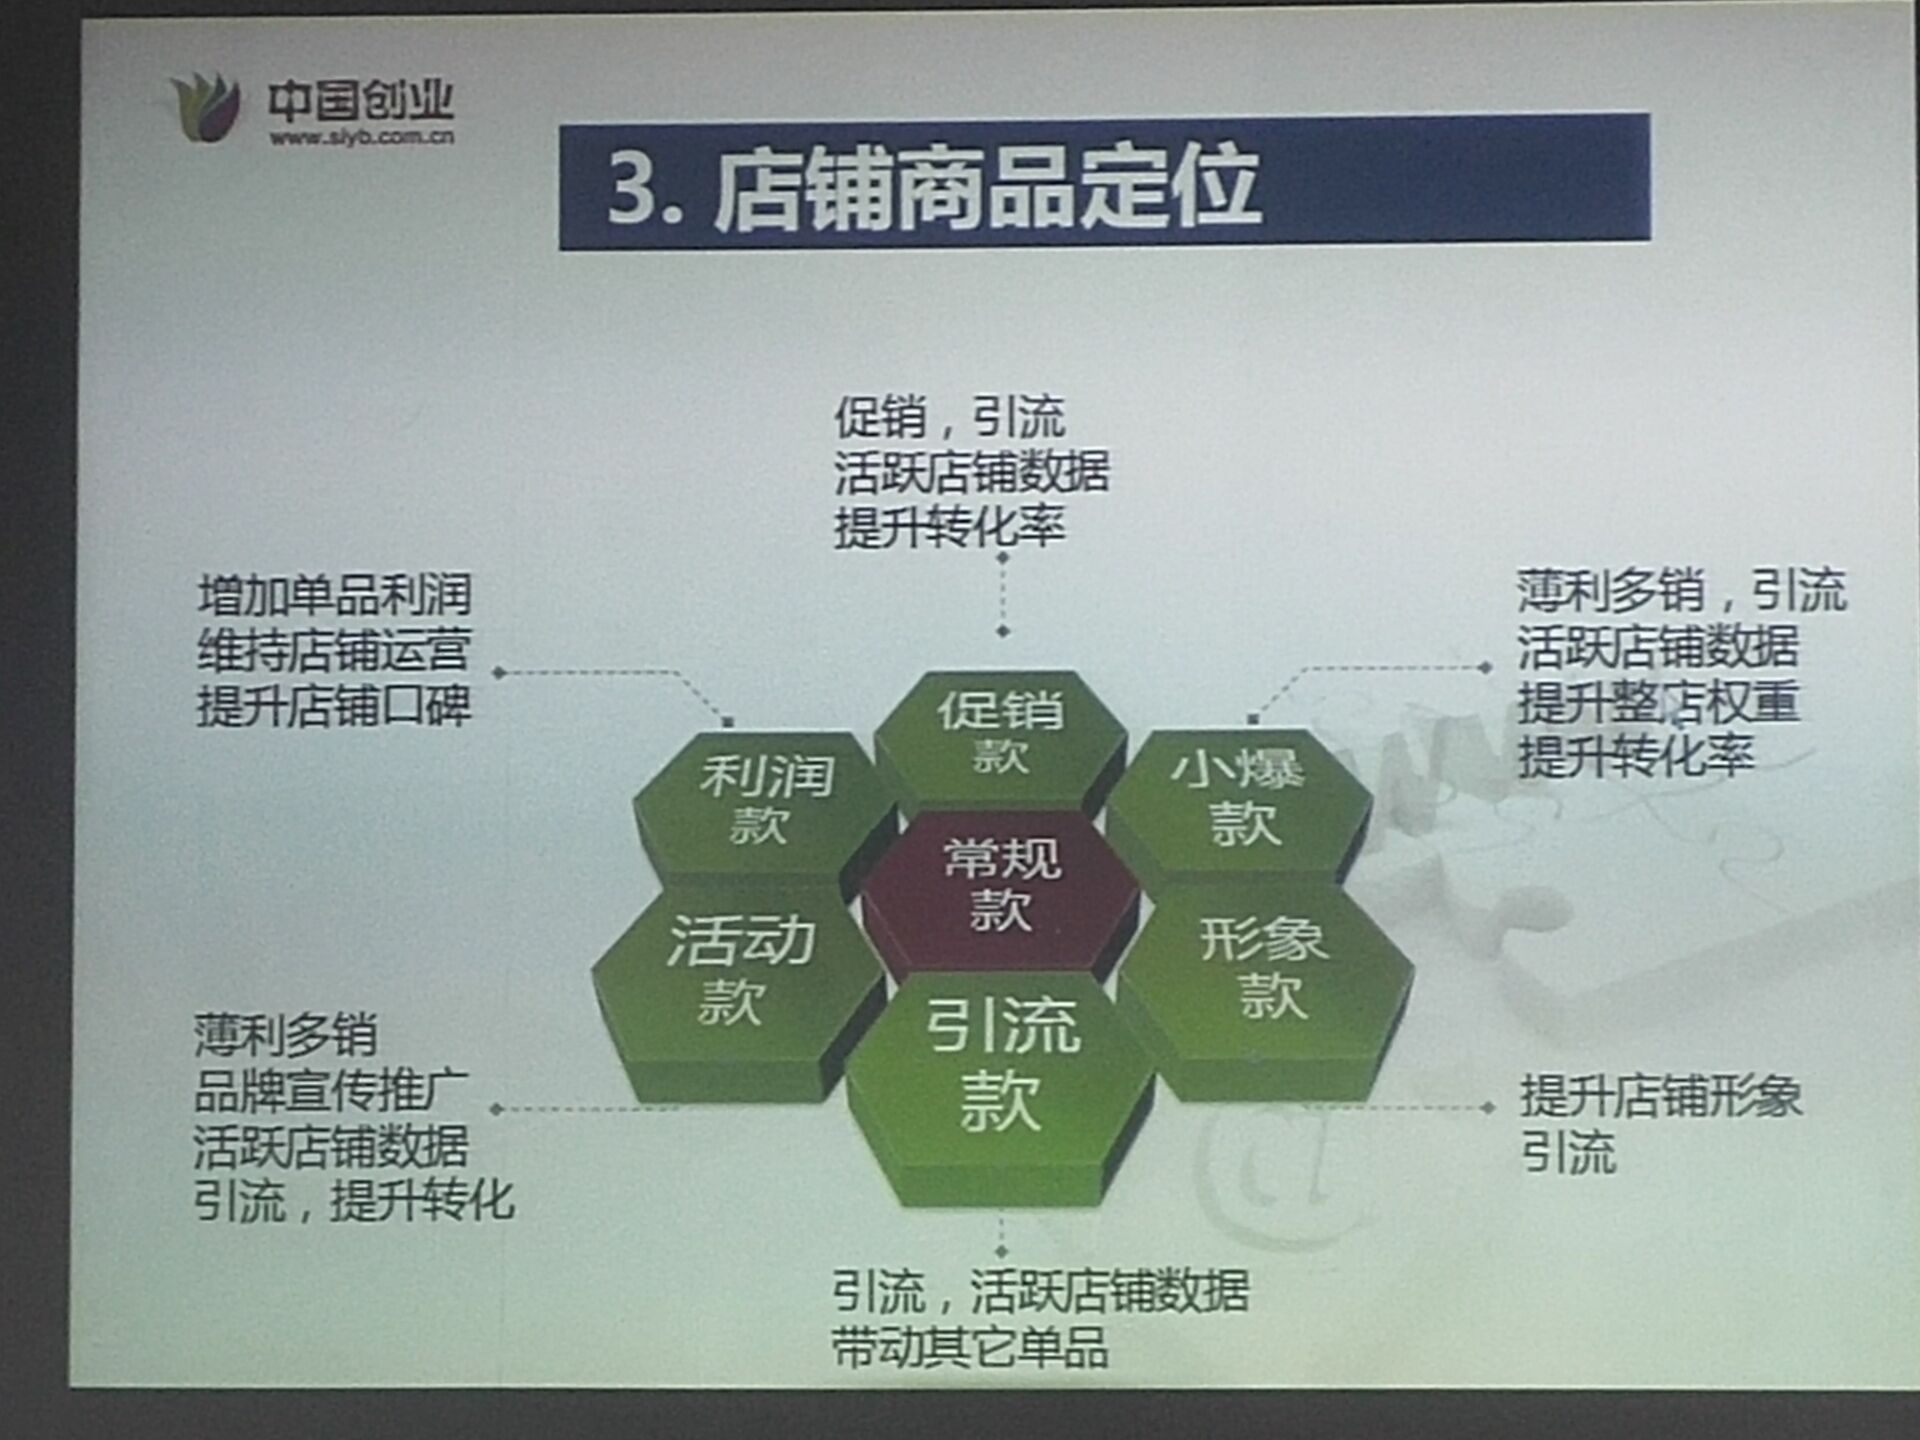 中国创业
www.siyb.com.cn
3. 店铺商品定位
促销，引流
活跃店铺数据
提升转化率
增加单品利润
维持店铺运营
提升店铺口碑
薄利多销，引流
活跃店铺数据
提升整店权重
提升转化率
促销
款
利润
款
小爆
款
常规
款
活动
款
形象
款
引流
款
薄利多销
品牌宣传推广
活跃店铺数据
引流，提升转化
提升店铺形象
引流
引流，活跃店铺数据
带动其它单品